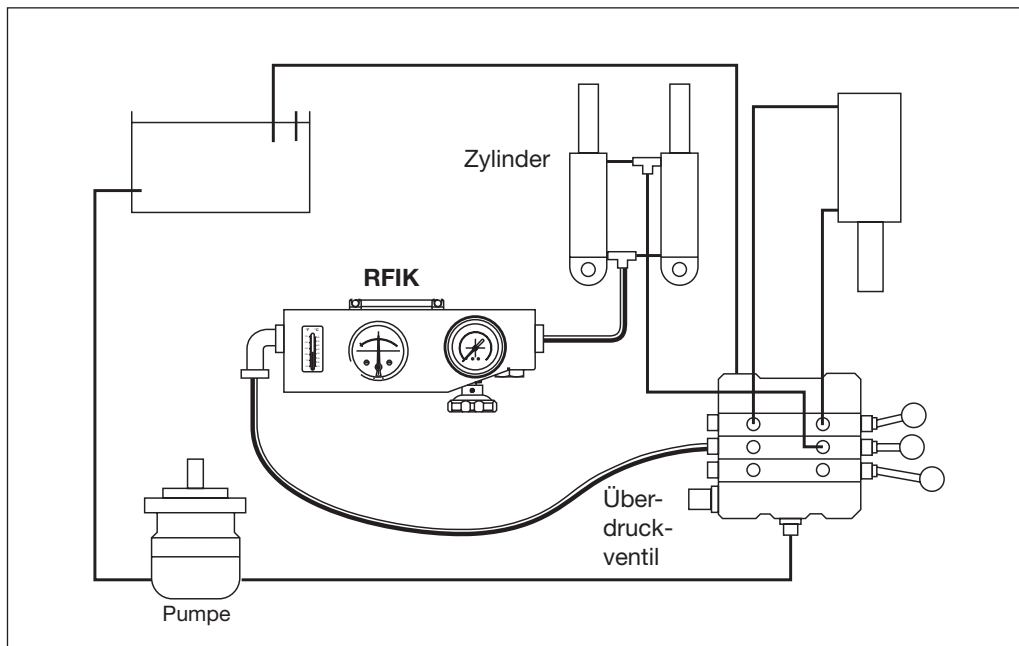 Zylinder
RFIK
Über-
druck-
ventil
Pumpe